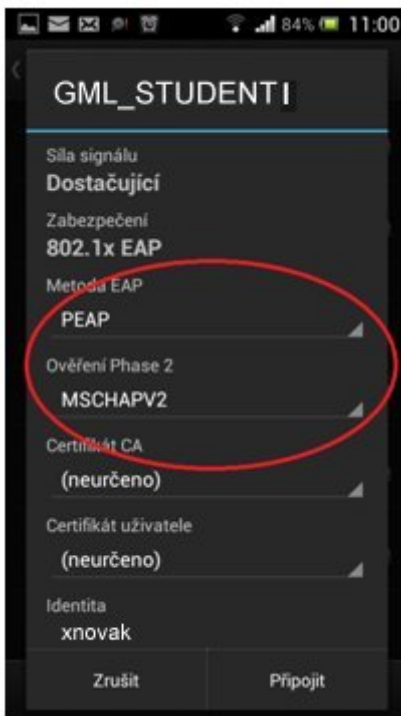 84% 11:00
GML_STUDENTI
Síla signálu
Dostačující
Zabezpečení
802.1x EAP
Metoda EAP
PEAP
Ověření Phase 2
MSCHAPV2
Certifikát CA
(neurčeno)
Certifikát uživatele
(neurčeno)
Identita
xnovak
Zrušit Připojit